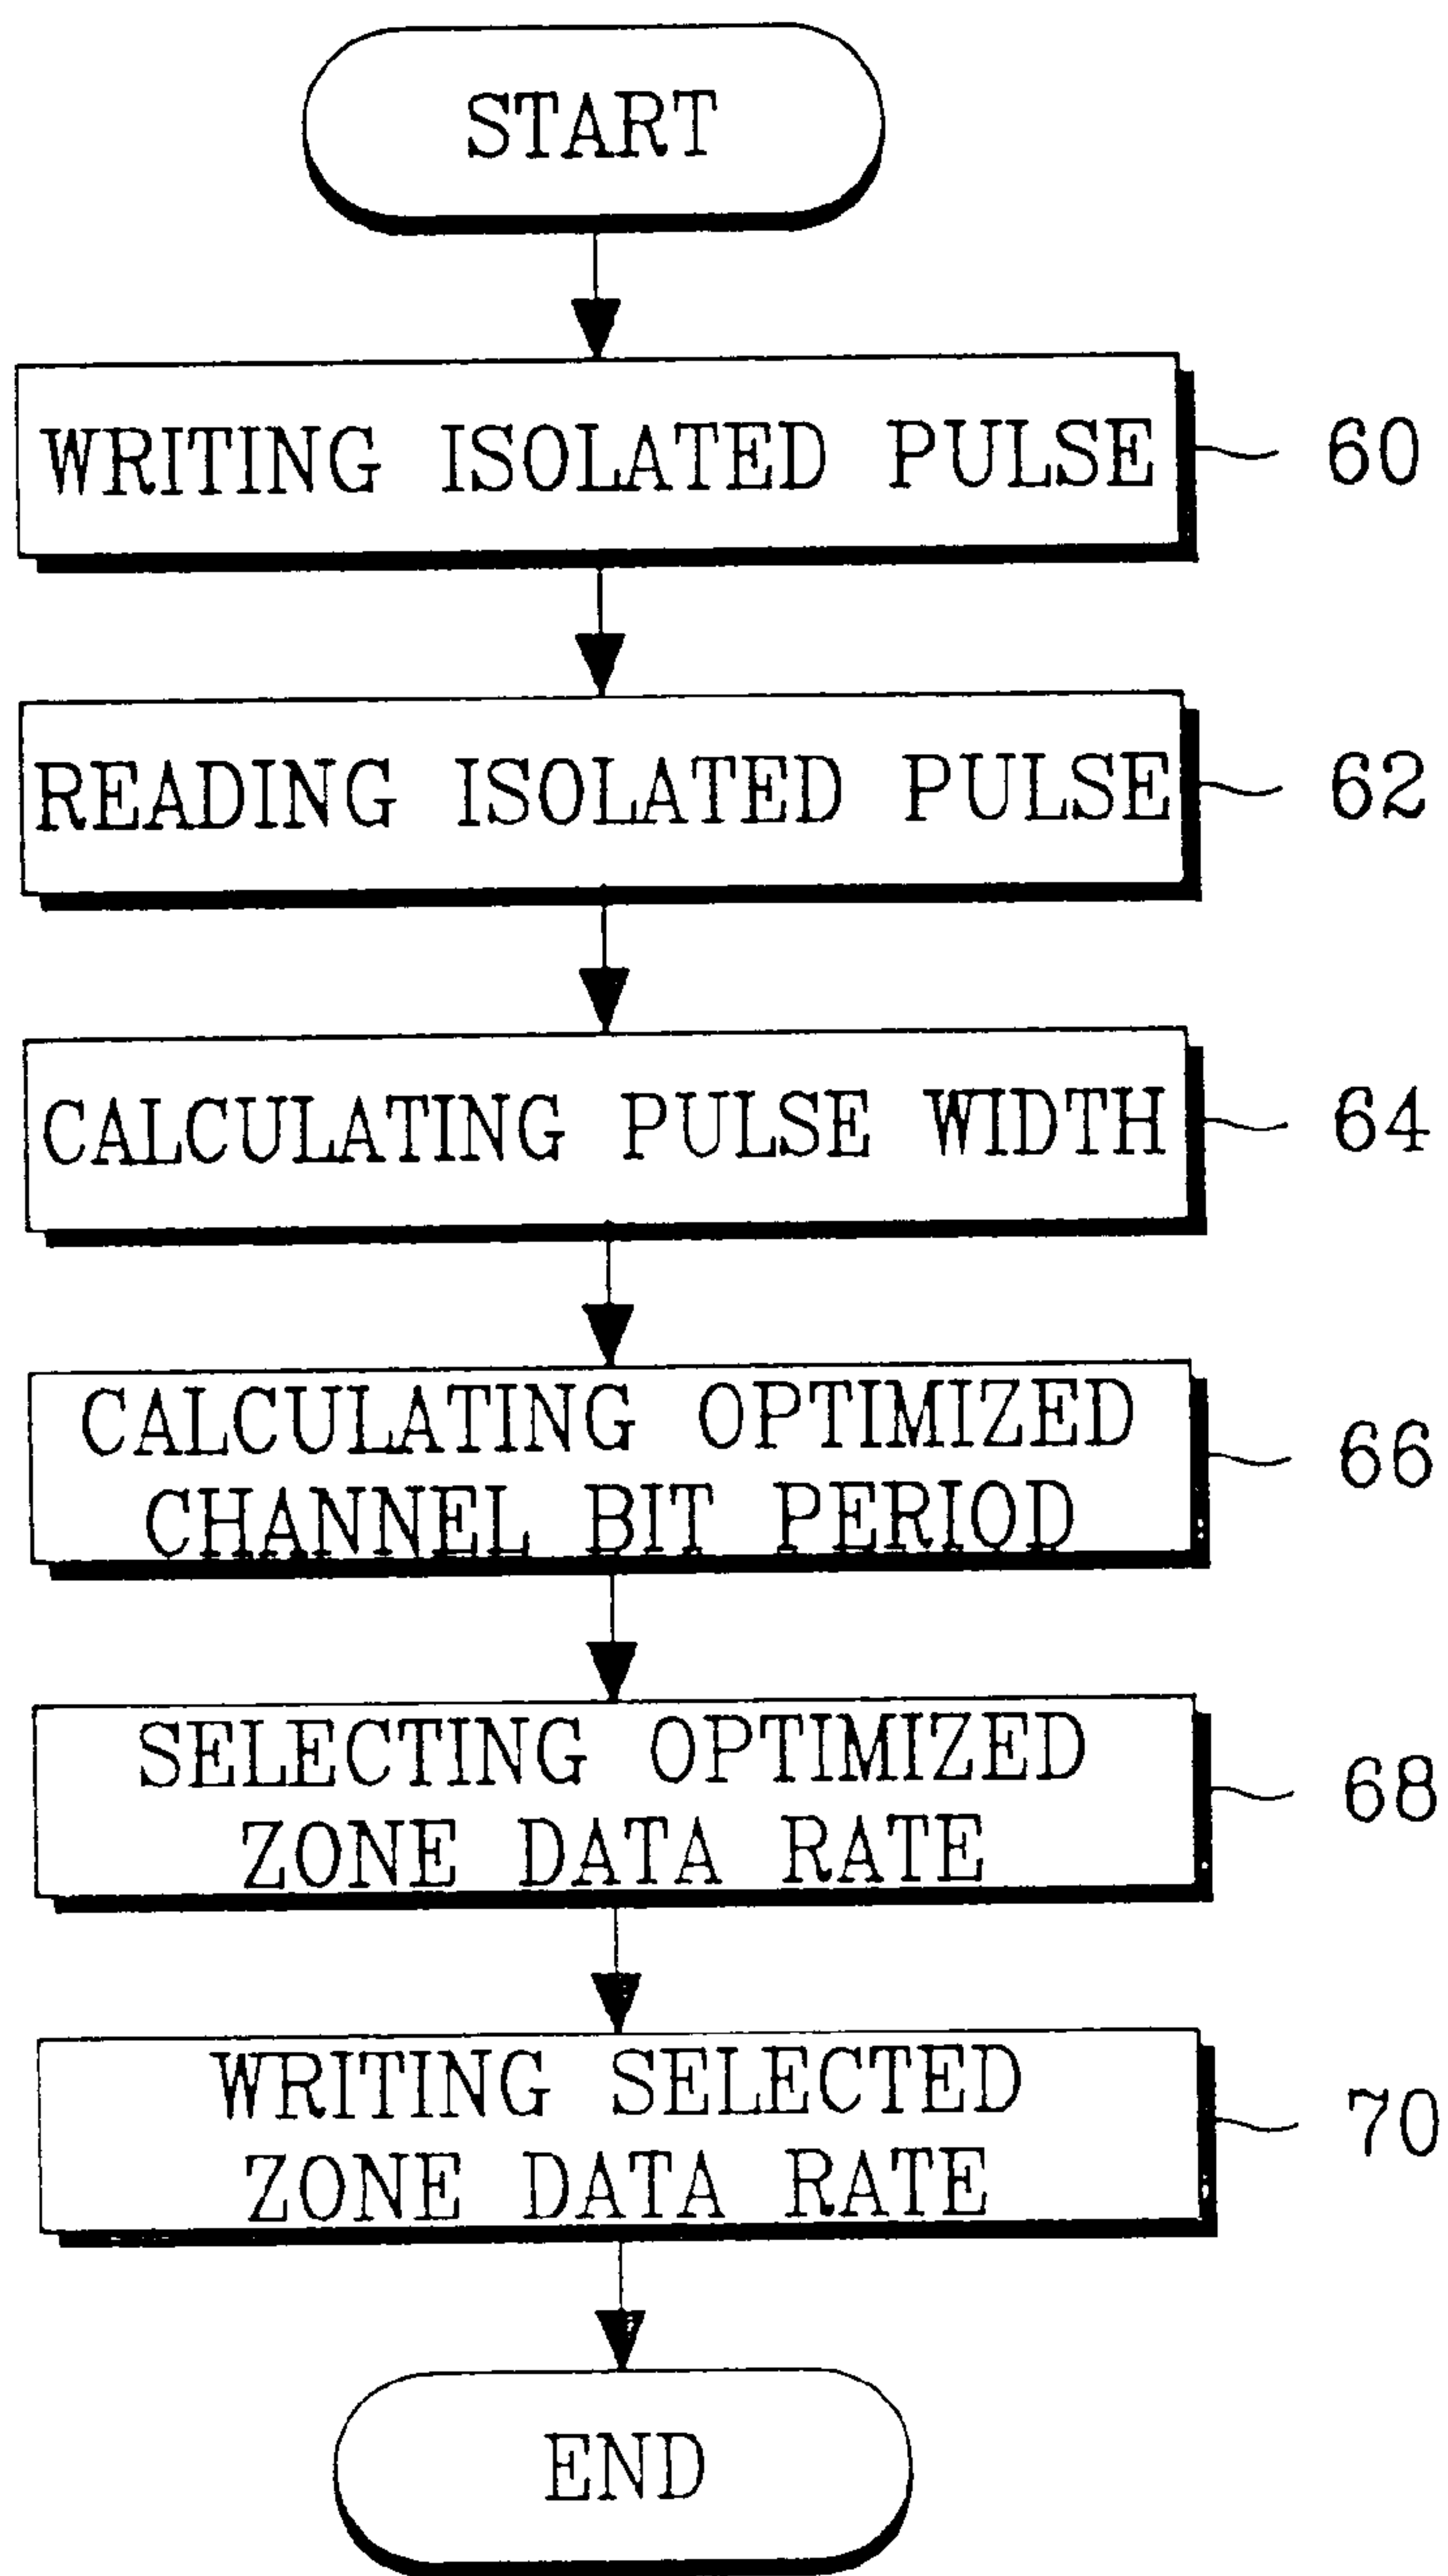 START
WRITING ISOLATED PULSE 60
READING ISOLATED PULSE 62
CALCULATING PULSE WIDTH 64
CALCULATING OPTIMIZED
CHANNEL BIT PERIOD 66
SELECTING OPTIMIZED
ZONE DATA RATE 68
WRITING SELECTED
ZONE DATA RATE 70
END